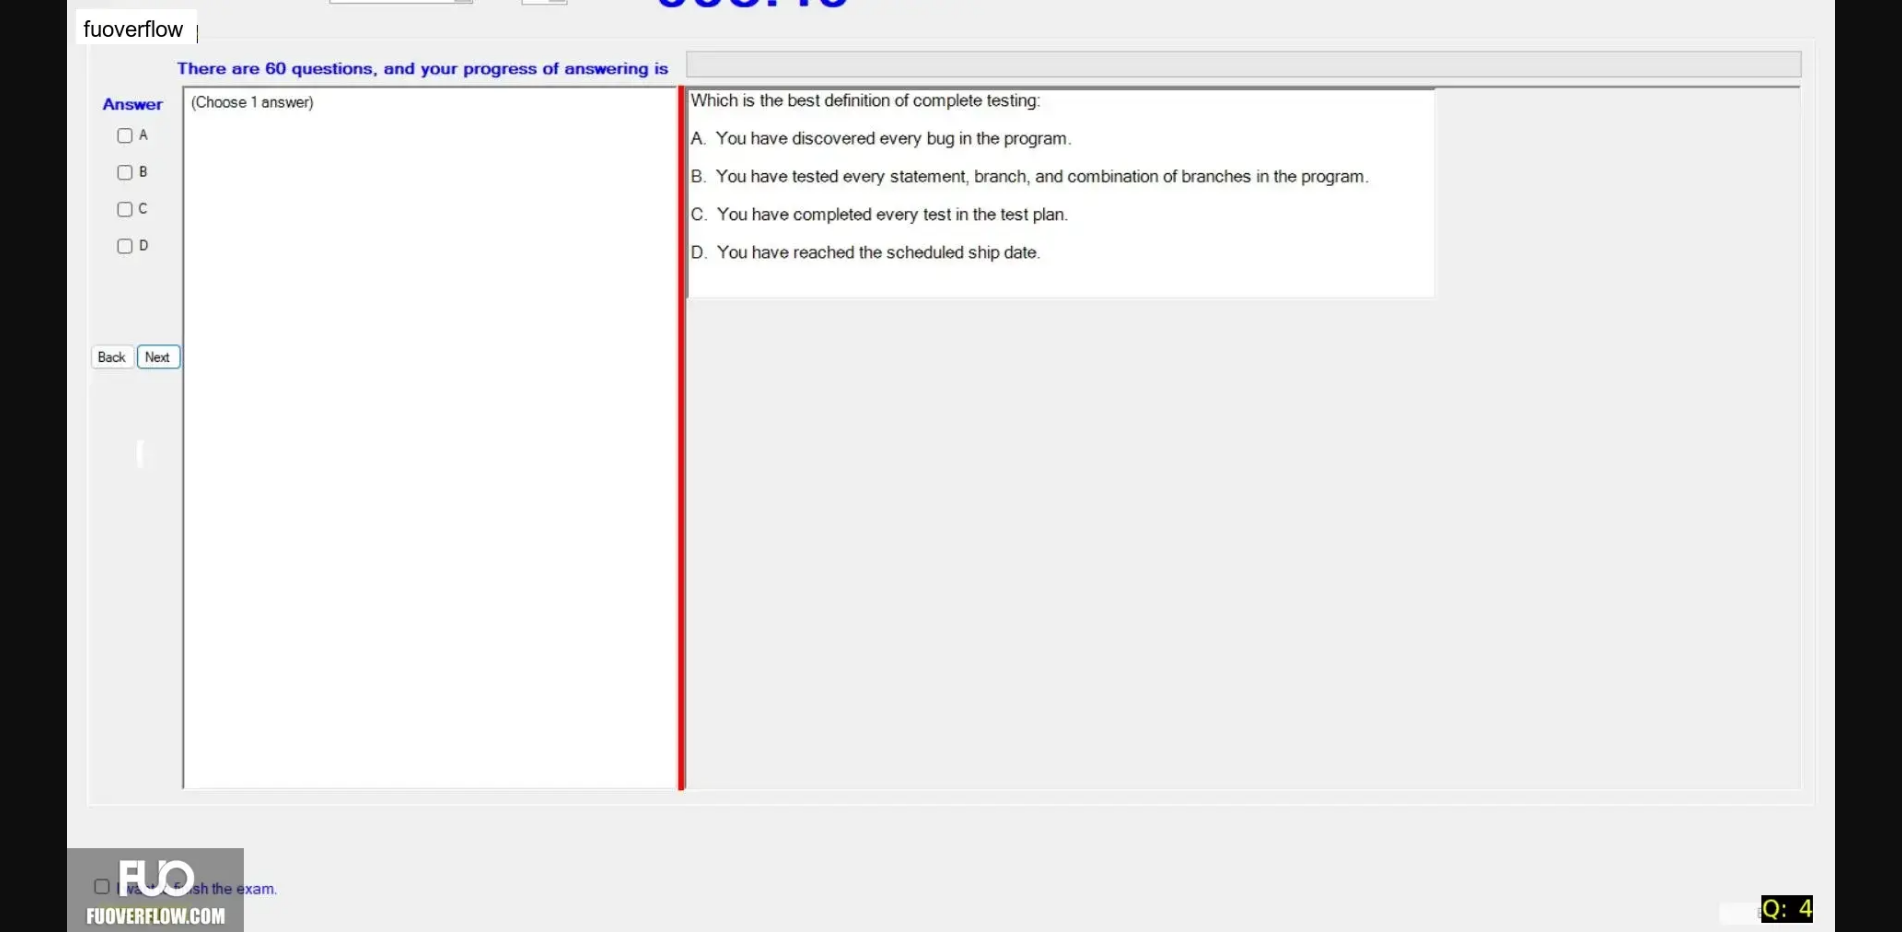 fuoverflow
There are 60 questions, and your progress of answering is
Answer
(Choose 1 answer)
A
B
C
D
Which is the best definition of complete testing:
A. You have discovered every bug in the program.
B. You have tested every statement, branch, and combination of branches in the program.
C. You have completed every test in the test plan.
D. You have reached the scheduled ship date.
Back
Next
FUO
the exam.
FUOVERFLOW.COM
Q: 4